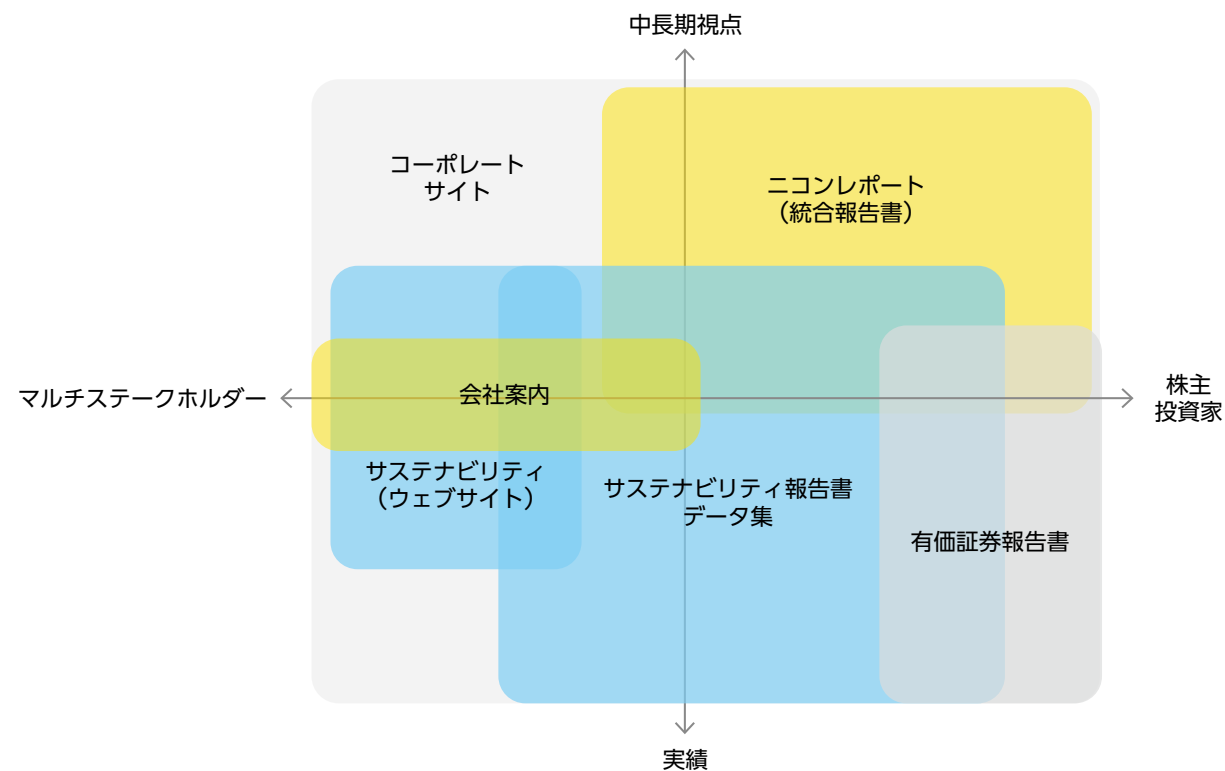 中長期視点
コーポレート
サイト
ニコンレポート
（統合報告書）
マルチステークホルダー
会社案内
株主
投資家
サステナビリティ
（ウェブサイト）
サステナビリティ報告書
データ集
有価証券報告書
実績